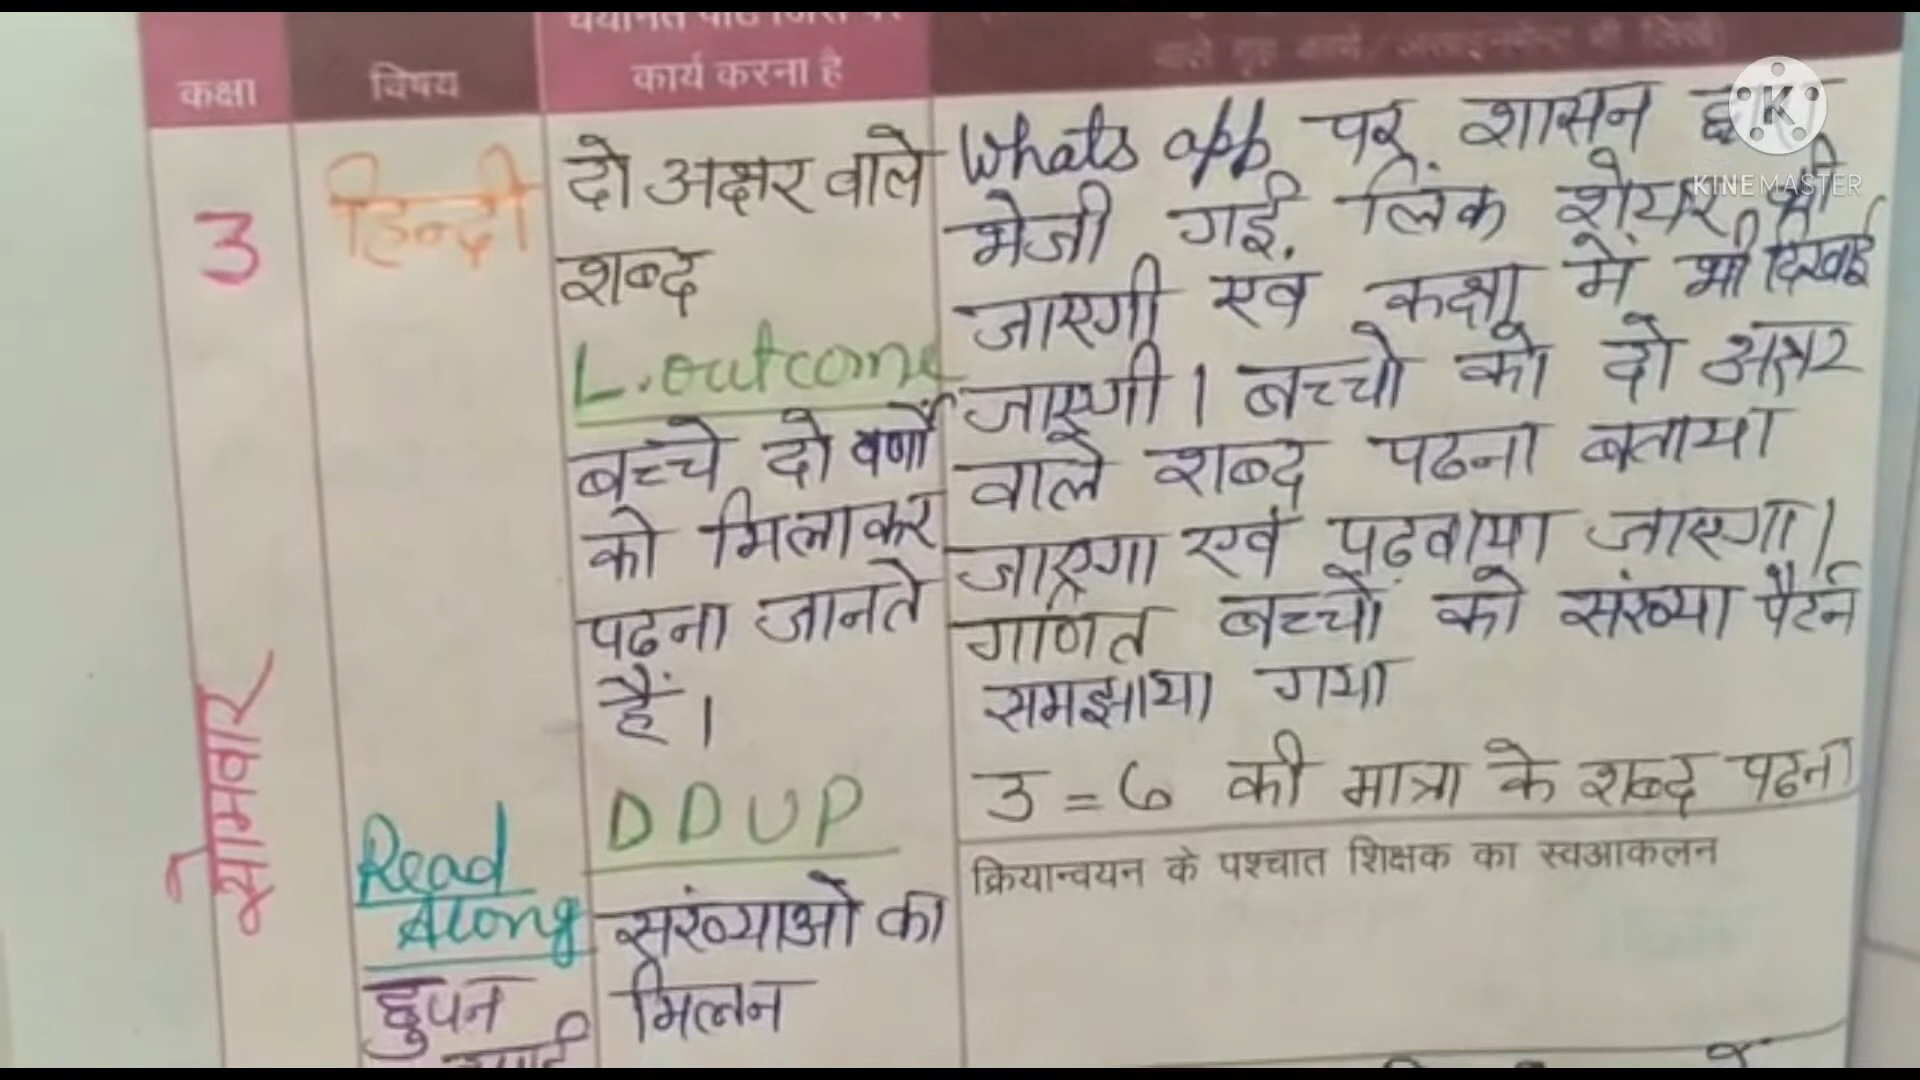 कक्षा
विषय
कार्य करना है
3
हिन्दी
सोमवार
Read
Along
छुपन
दो अक्षर वाले
शब्द
L. outcome
बच्चे दो वर्णों
को मिलाकर
पढना जानते
हैं।
DDUP
संख्याओ का
मिलन
Whats app पर शासन
भेजी गई लिंक शेयर की
जाएगी एवं कक्षा में भी दिखाई
जाएगी। बच्चो को दो अक्षर
वाले शब्द पढना बताया
जाएगा एवं पढ़वाया जाएगा।
गणित बच्चों को संख्या पैटर्न
समझाया गया
उ = ु की मात्रा के शब्द पढना
क्रियान्वयन के पश्चात शिक्षक का स्वआकलन
K
KINEMASTER